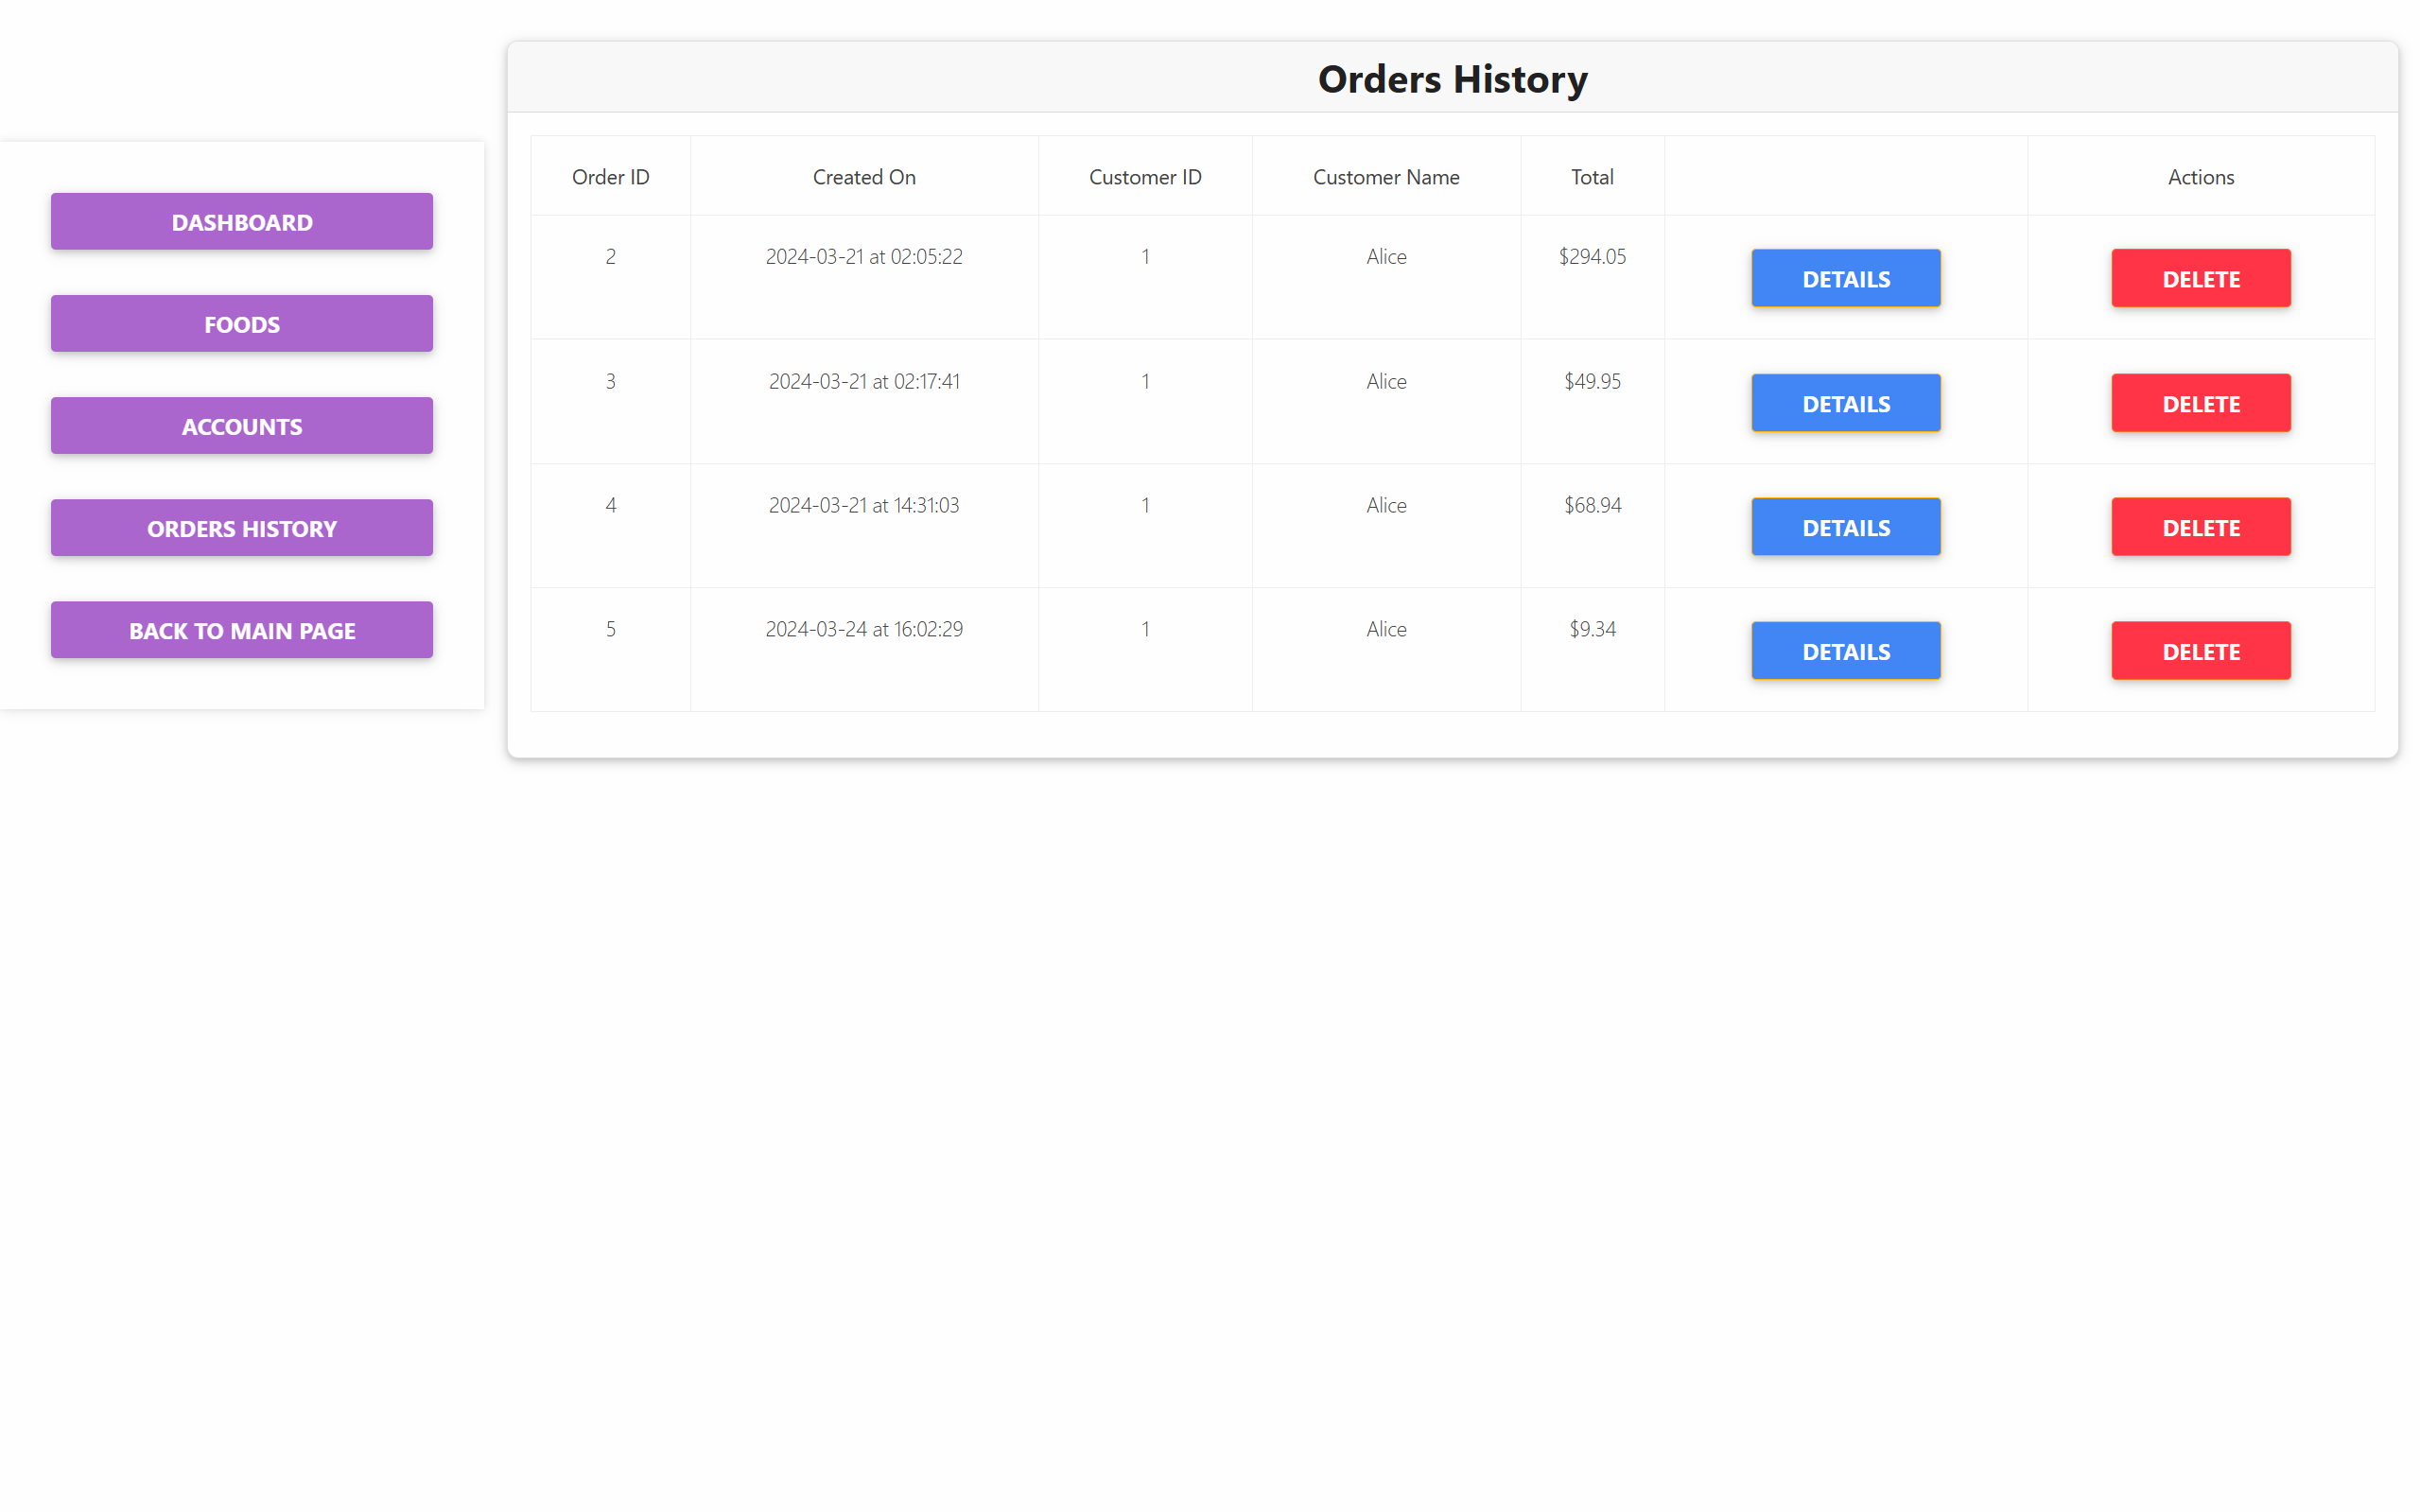 Orders History
DASHBOARD
FOODS
ACCOUNTS
ORDERS HISTORY
BACK TO MAIN PAGE
Order ID Created On Customer ID Customer Name Total Actions
2 2024-03-21 at 02:05:22 1 Alice $294.05 DETAILS DELETE
3 2024-03-21 at 02:17:41 1 Alice $49.95 DETAILS DELETE
4 2024-03-21 at 14:31:03 1 Alice $68.94 DETAILS DELETE
5 2024-03-24 at 16:02:29 1 Alice $9.34 DETAILS DELETE